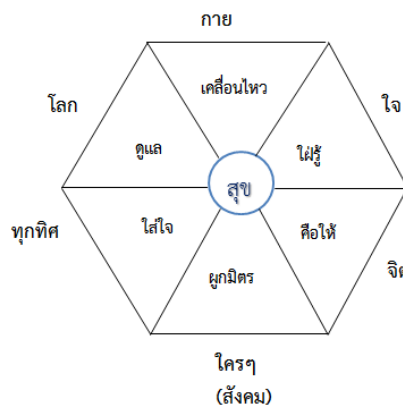 กาย
เคลื่อนไหว
โลก
ใจ
ดูแล
ใฝ่รู้
สุข
ทุกทิศ
ใส่ใจ
คือให้
จิต
ผูกมิตร
ใครๆ
(สังคม)